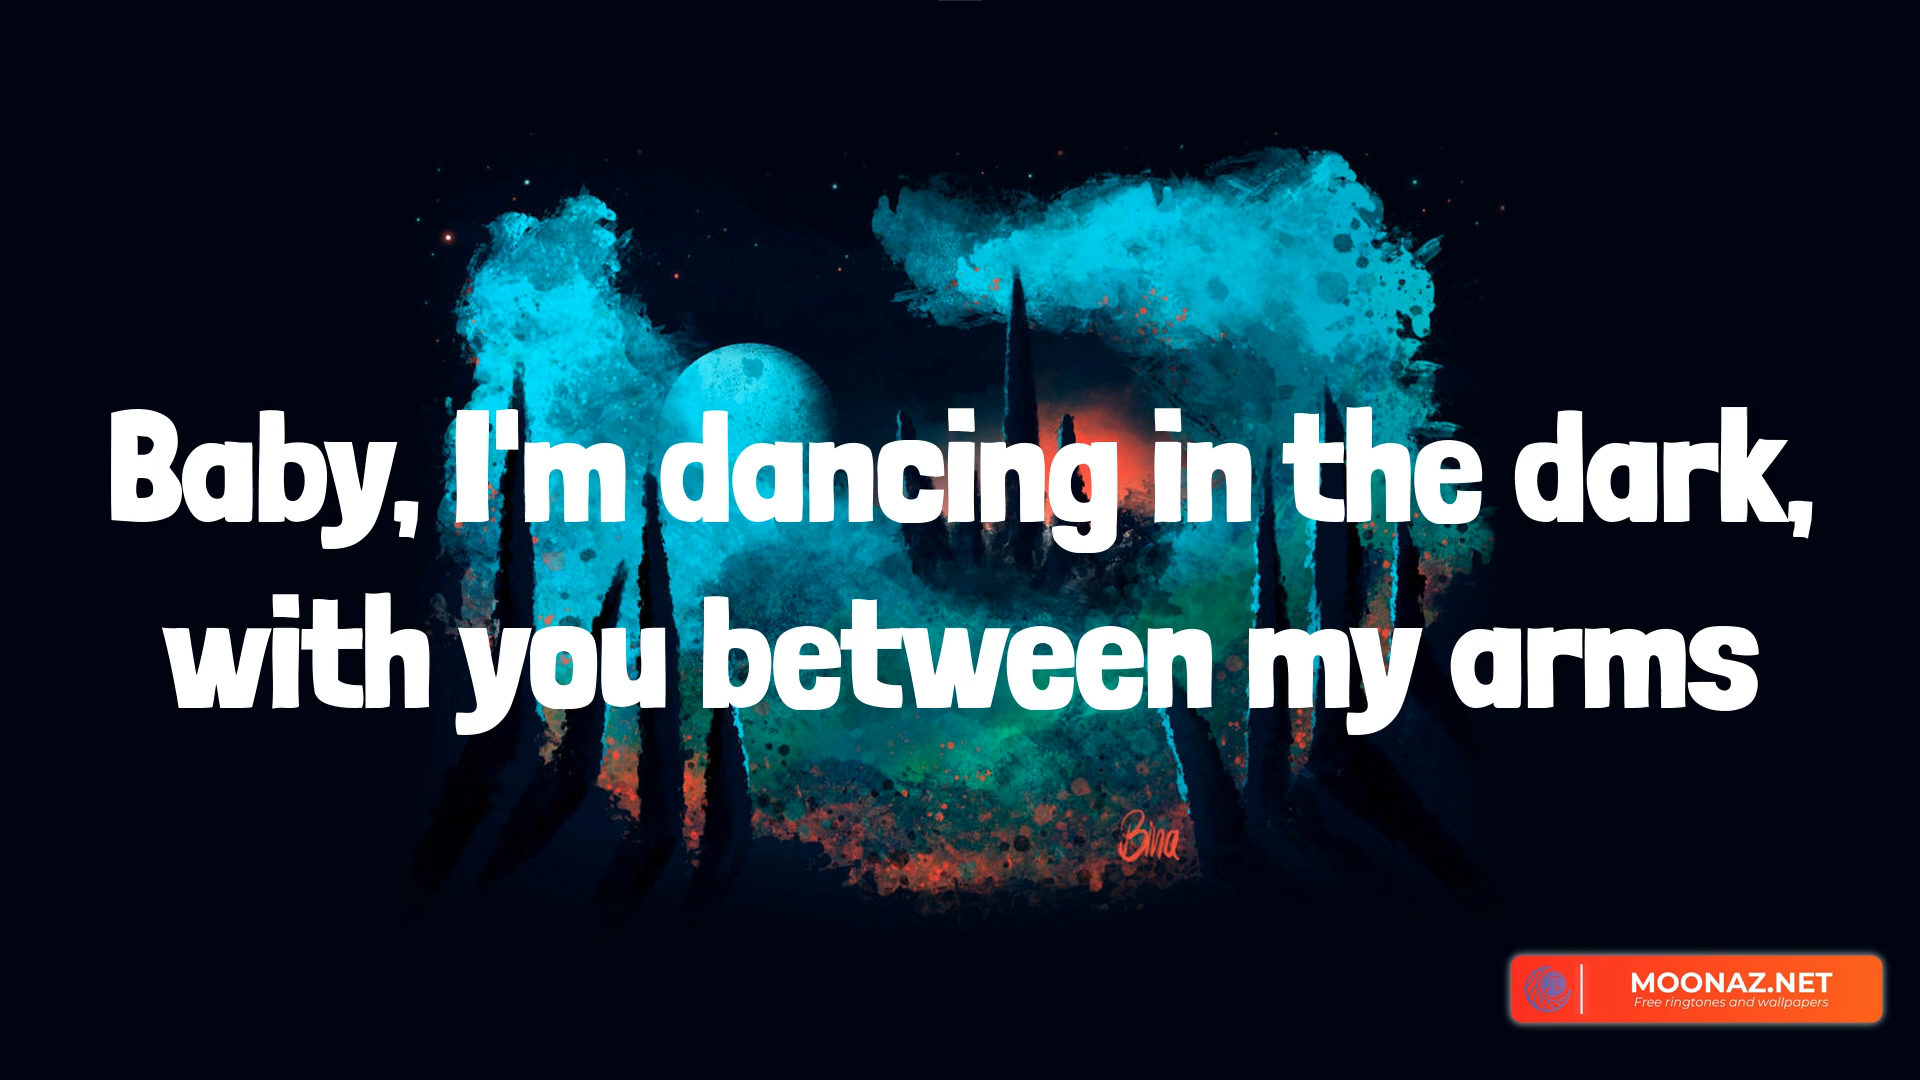 Baby, I'm dancing in the dark,
with you between my arms
Bina
MOONAZ.NET
Free ringtones and wallpapers